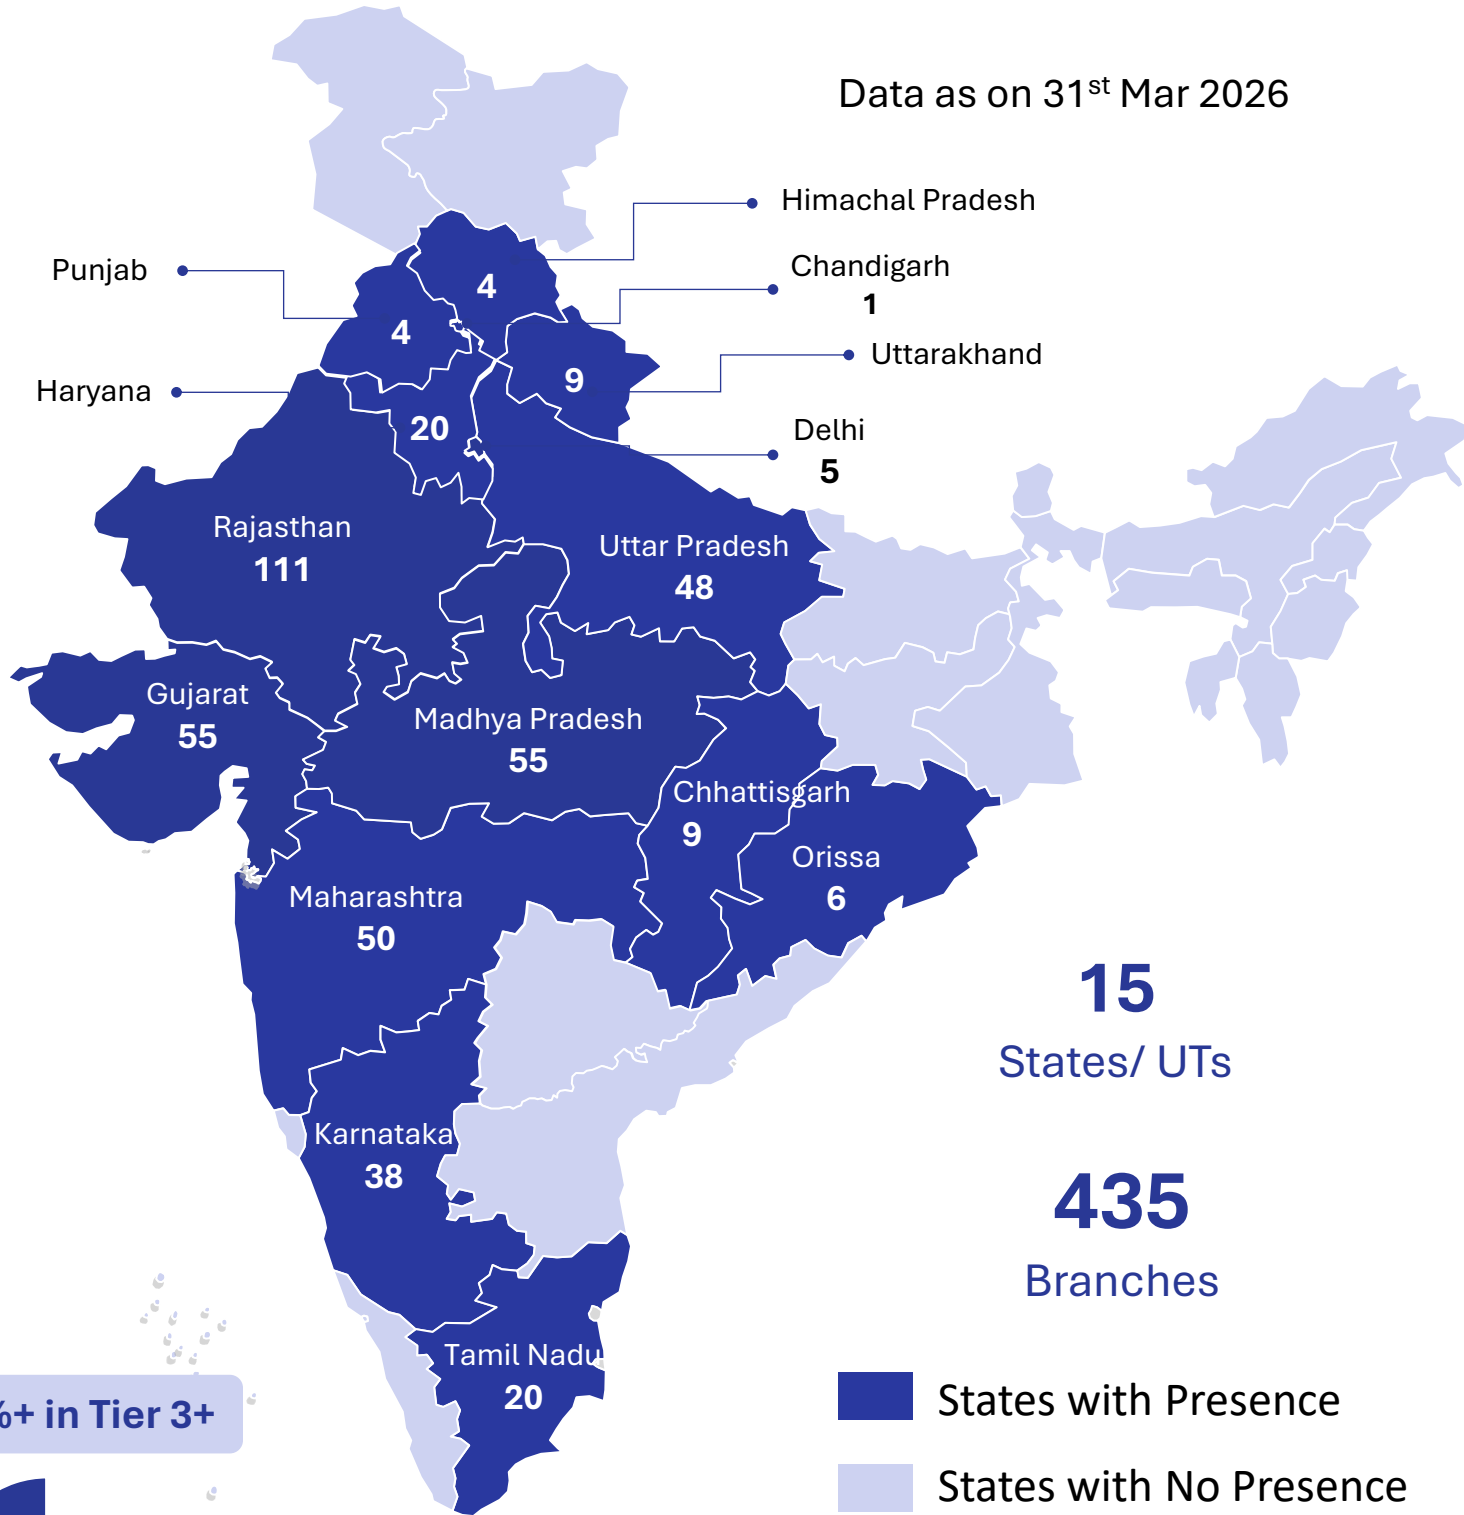 Data as on 31st Mar 2026
Himachal Pradesh
Punjab
Chandigarh
1
4
4
Uttarakhand
9
Haryana
20
Delhi
5
Rajasthan
111
Uttar Pradesh
48
Gujarat
55
Madhya Pradesh
55
Chhattisgarh
9
Orissa
6
Maharashtra
50
15
States/ UTs
Karnataka
38
435
Branches
Tamil Nadu
20
%+ in Tier 3+
States with Presence
States with No Presence